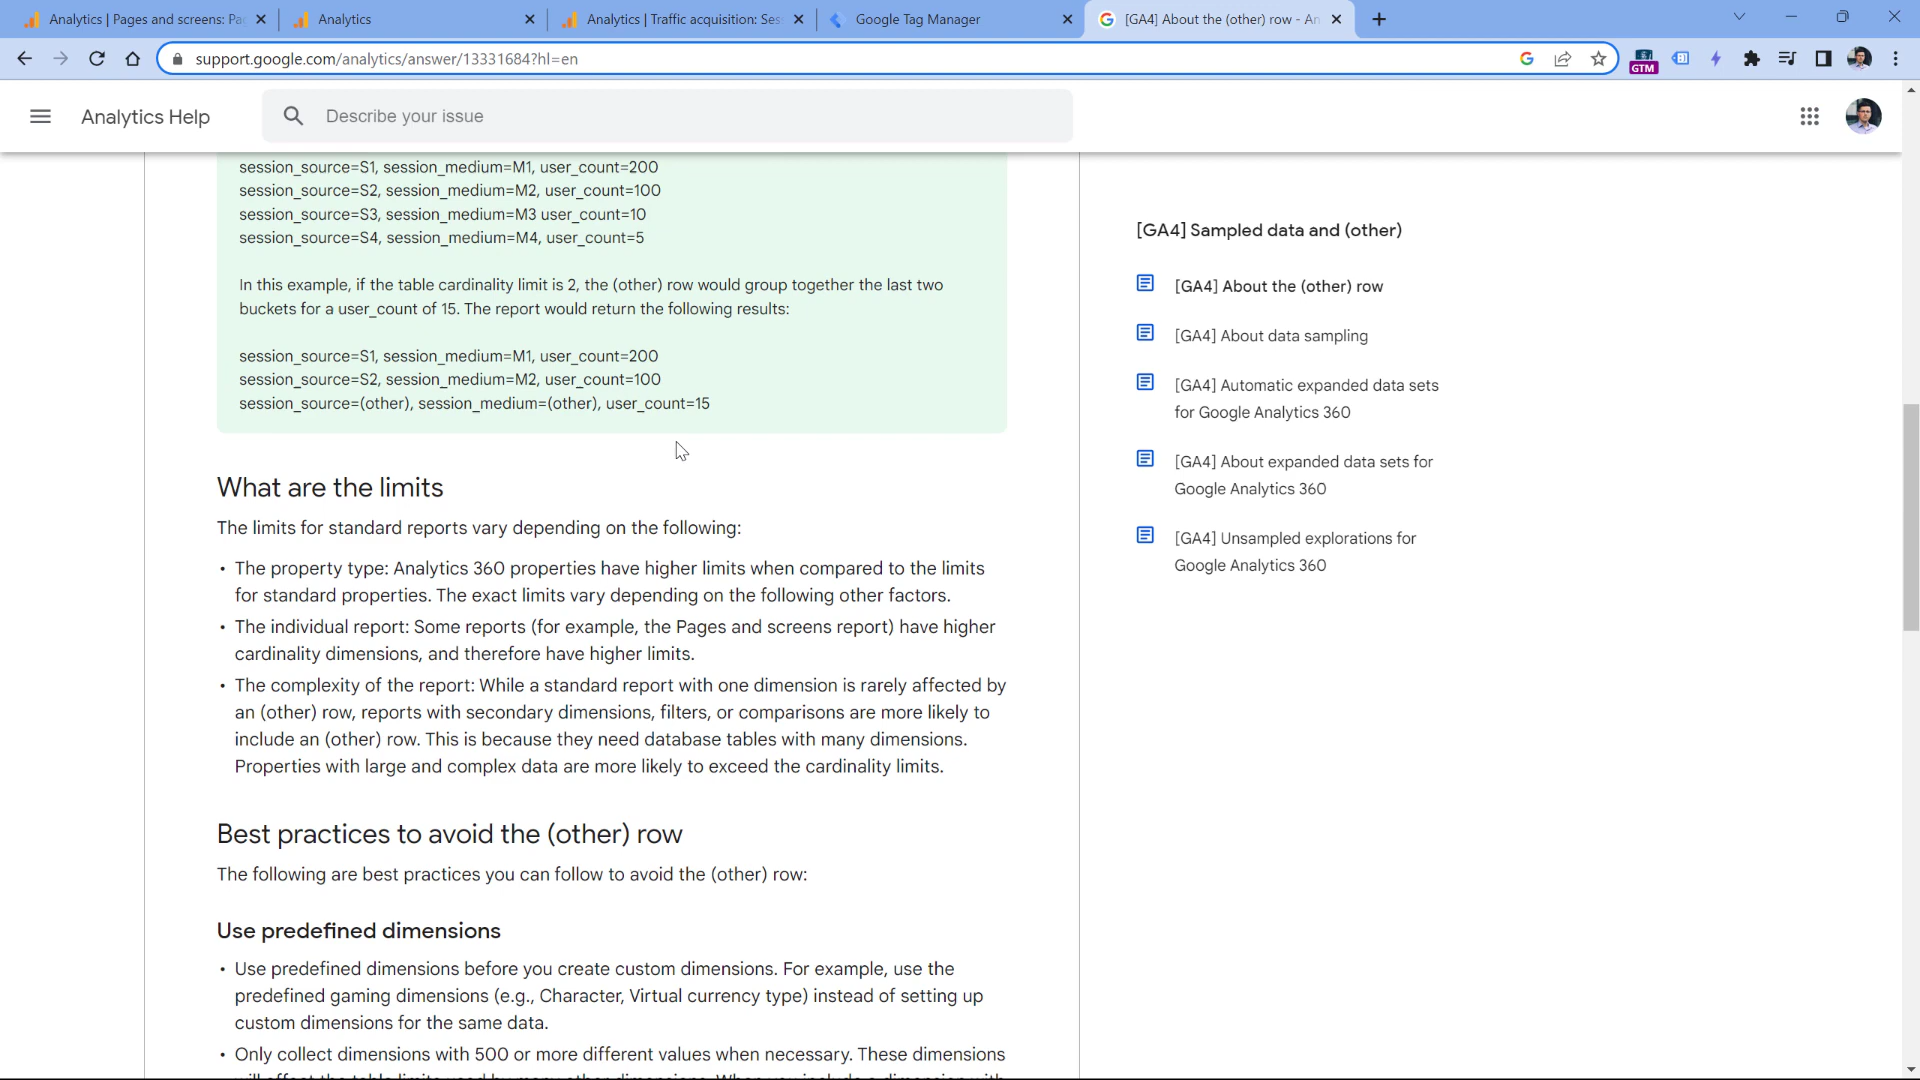 Analytics | Pages and screens: Pag
Analytics
Analytics | Traffic acquisition: Ses
Google Tag Manager
[GA4] About the (other) row - An
support.google.com/analytics/answer/13331684?hl=en
GTM
Analytics Help
Describe your issue
session_source=S1, session_medium=M1, user_count=200
session_source=S2, session_medium=M2, user_count=100
session_source=S3, session_medium=M3 user_count=10
session_source=S4, session_medium=M4, user_count=5
In this example, if the table cardinality limit is 2, the (other) row would group together the last two
buckets for a user_count of 15. The report would return the following results:
session_source=S1, session_medium=M1, user_count=200
session_source=S2, session_medium=M2, user_count=100
session_source=(other), session_medium=(other), user_count=15
What are the limits
The limits for standard reports vary depending on the following:
• The property type: Analytics 360 properties have higher limits when compared to the limits
for standard properties. The exact limits vary depending on the following other factors.
• The individual report: Some reports (for example, the Pages and screens report) have higher
cardinality dimensions, and therefore have higher limits.
• The complexity of the report: While a standard report with one dimension is rarely affected by
an (other) row, reports with secondary dimensions, filters, or comparisons are more likely to
include an (other) row. This is because they need database tables with many dimensions.
Properties with large and complex data are more likely to exceed the cardinality limits.
Best practices to avoid the (other) row
The following are best practices you can follow to avoid the (other) row:
Use predefined dimensions
• Use predefined dimensions before you create custom dimensions. For example, use the
predefined gaming dimensions (e.g., Character, Virtual currency type) instead of setting up
custom dimensions for the same data.
• Only collect dimensions with 500 or more different values when necessary. These dimensions
[GA4] Sampled data and (other)
[GA4] About the (other) row
[GA4] About data sampling
[GA4] Automatic expanded data sets
for Google Analytics 360
[GA4] About expanded data sets for
Google Analytics 360
[GA4] Unsampled explorations for
Google Analytics 360